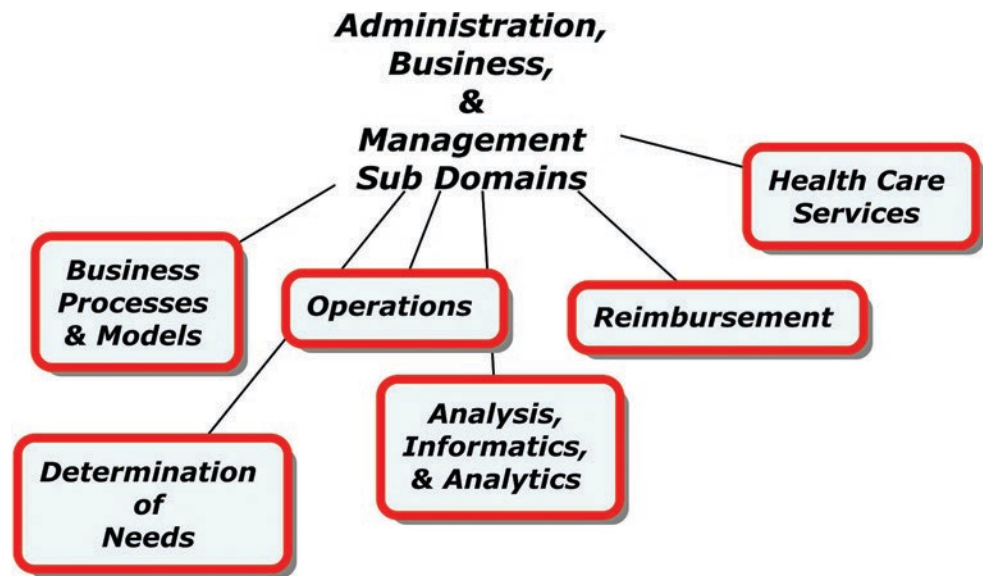 Administration,
Business,
&
Management
Sub Domains
Health Care
Services
Business
Processes
& Models
Operations
Reimbursement
Analysis,
Informatics,
& Analytics
Determination
of
Needs